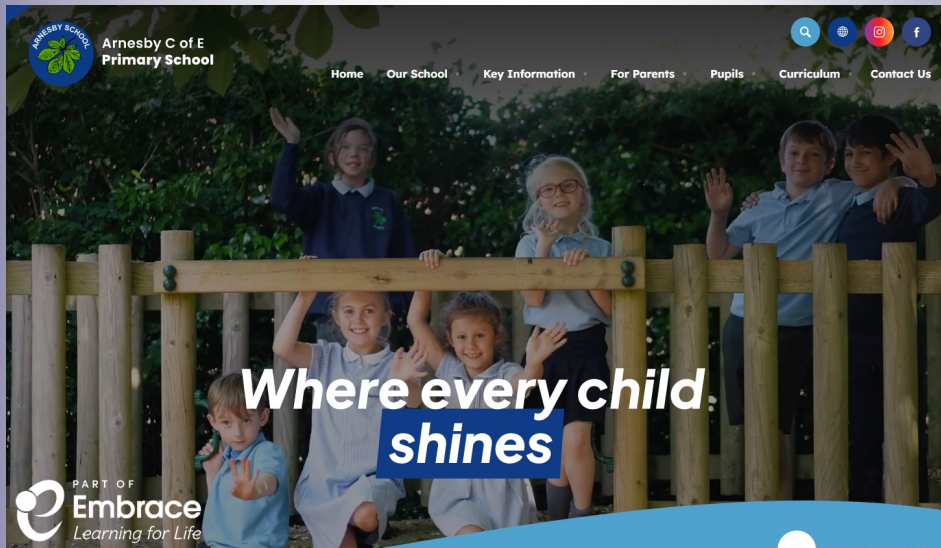 ARNESBY SCHOOL
Arnesby C of E
Primary School
Home Our School Key Information For Parents Pupils Curriculum Contact Us
Where every child
shines
PART OF
Embrace
Learning for Life